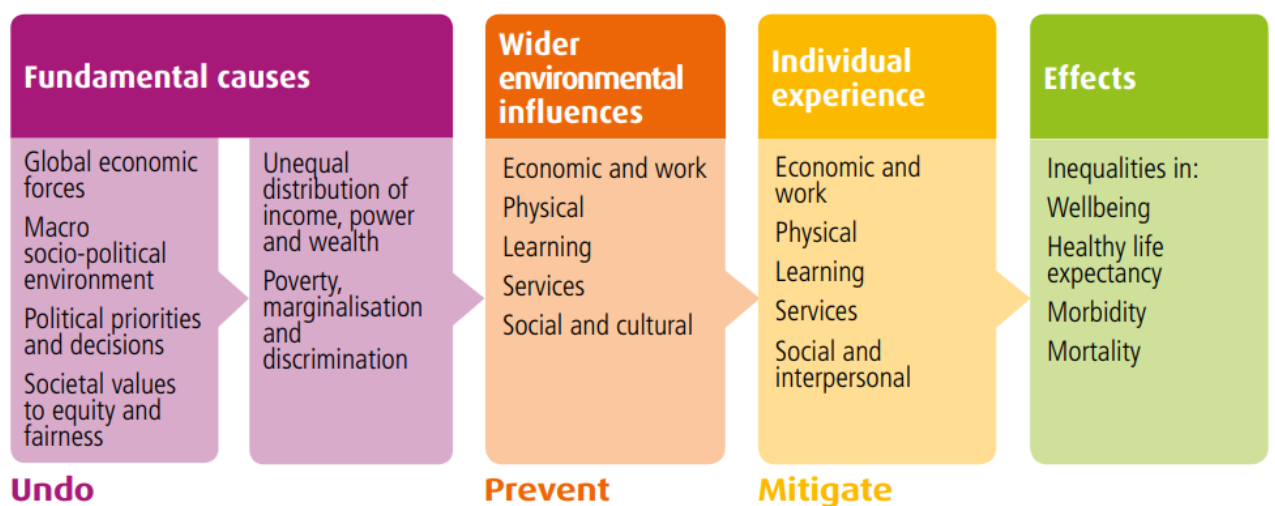 Fundamental causes
Global economic
forces
Macro
socio-political
environment
Political priorities
and decisions
Societal values
to equity and
fairness
Unequal
distribution of
income, power
and wealth
Poverty,
marginalisation
and
discrimination
Undo
Wider
environmental
influences
Economic and work
Physical
Learning
Services
Social and cultural
Prevent
Individual
experience
Economic and
work
Physical
Learning
Services
Social and
interpersonal
Mitigate
Effects
Inequalities in:
Wellbeing
Healthy life
expectancy
Morbidity
Mortality